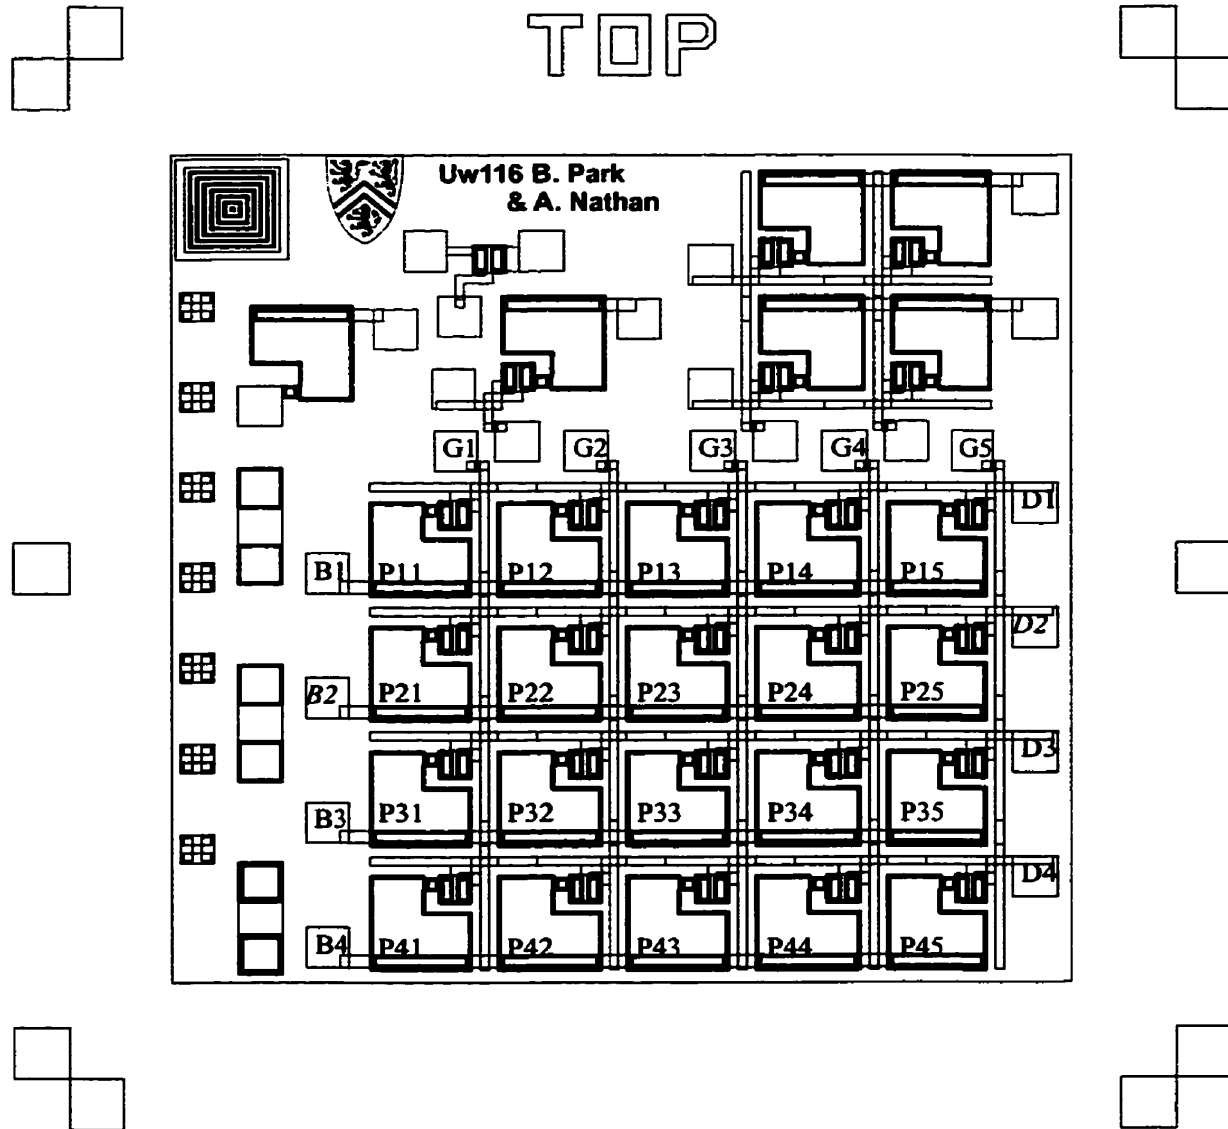 TOP
Uw116 B. Park
& A. Nathan
G1 G2 G3 G4 G5
D1
B1 P11 P12 P13 P14 P15
D2
B2 P21 P22 P23 P24 P25
D3
B3 P31 P32 P33 P34 P35
D4
B4 P41 P42 P43 P44 P45